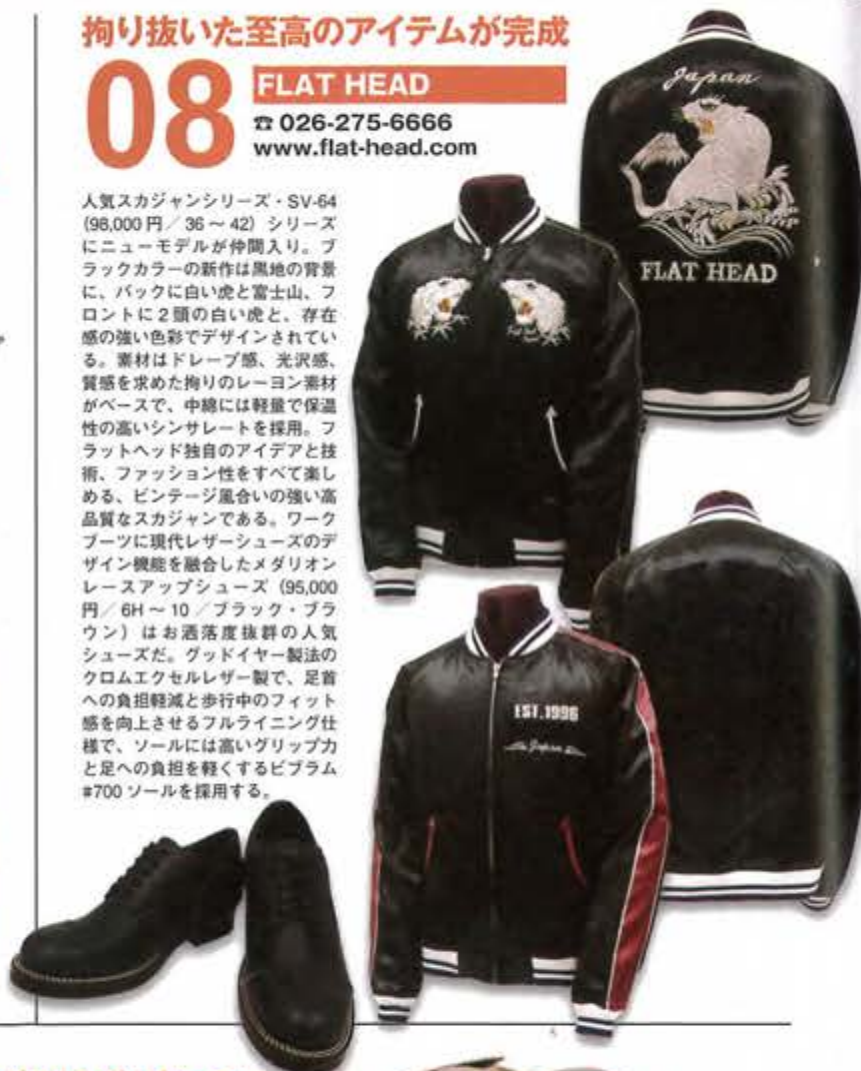 拘り抜いた至高のアイテムが完成
08
FLAT HEAD
☎ 026-275-6666
www.flat-head.com
人気スカジャンシリーズ・SV-64
(98,000円／36～42) シリーズ
にニューモデルが仲間入り。ブ
ラックカラーの新作は黒地の背景
に、バックに白い虎と富士山、フ
ロントに2頭の白い虎と、存在
感の強い色彩でデザインされてい
る。素材はドレープ感、光沢感、
質感を求めた拘りのレーヨン素材
がベースで、中綿には軽量で保温
性の高いシンサレートを採用。フ
ラットヘッド独自のアイデアと技
術、ファッション性をすべて楽し
める、ビンテージ風合いの強い高
品質なスカジャンである。ワーク
ブーツに現代レザーシューズのデ
ザイン機能を融合したメダリオン
レースアップシューズ (95,000
円／6H～10／ブラック・ブラ
ウン) はお洒落度抜群の人気
シューズだ。グッドイヤー製法の
クロムエクセルレザー製で、足首
への負担軽減と歩行中のフィット
感を向上させるフルライニング仕
様で、ソールには高いグリップ力
と足への負担を軽くするビブラム
#700ソールを採用する。
Japan
FLAT HEAD
EST.1996
Japan